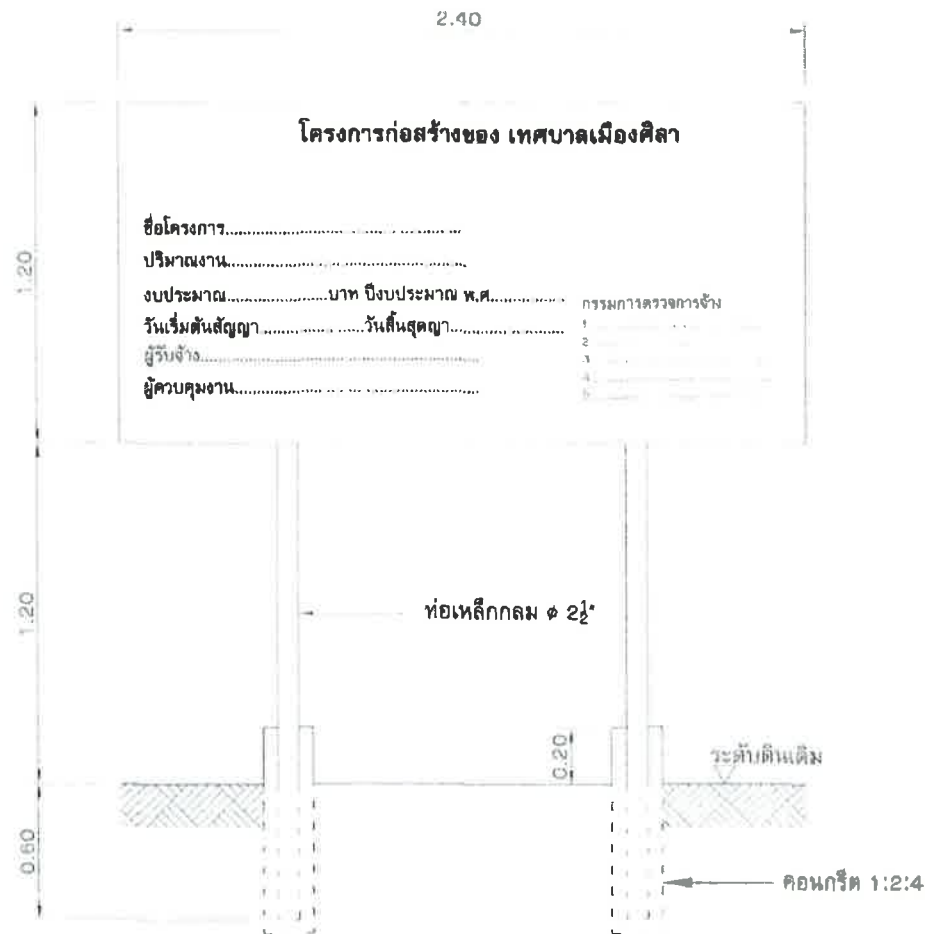 2.40
โครงการก่อสร้างของ เทศบาลเมืองศิลา
1.20
ชื่อโครงการ........................................................
ปริมาณงาน........................................................
งบประมาณ.......................บาท ปีงบประมาณ พ.ศ..................
วันเริ่มต้นสัญญา.........................วันสิ้นสุดญา...........................
ผู้รับจ้าง.................................................................
ผู้ควบคุมงาน.........................................................
กรรมการตรวจการจ้าง
1
2
3
4
5
1.20
ท่อเหล็กกลม ø 2½"
0.20
ระดับดินเดิม
0.60
คอนกรีต 1:2:4